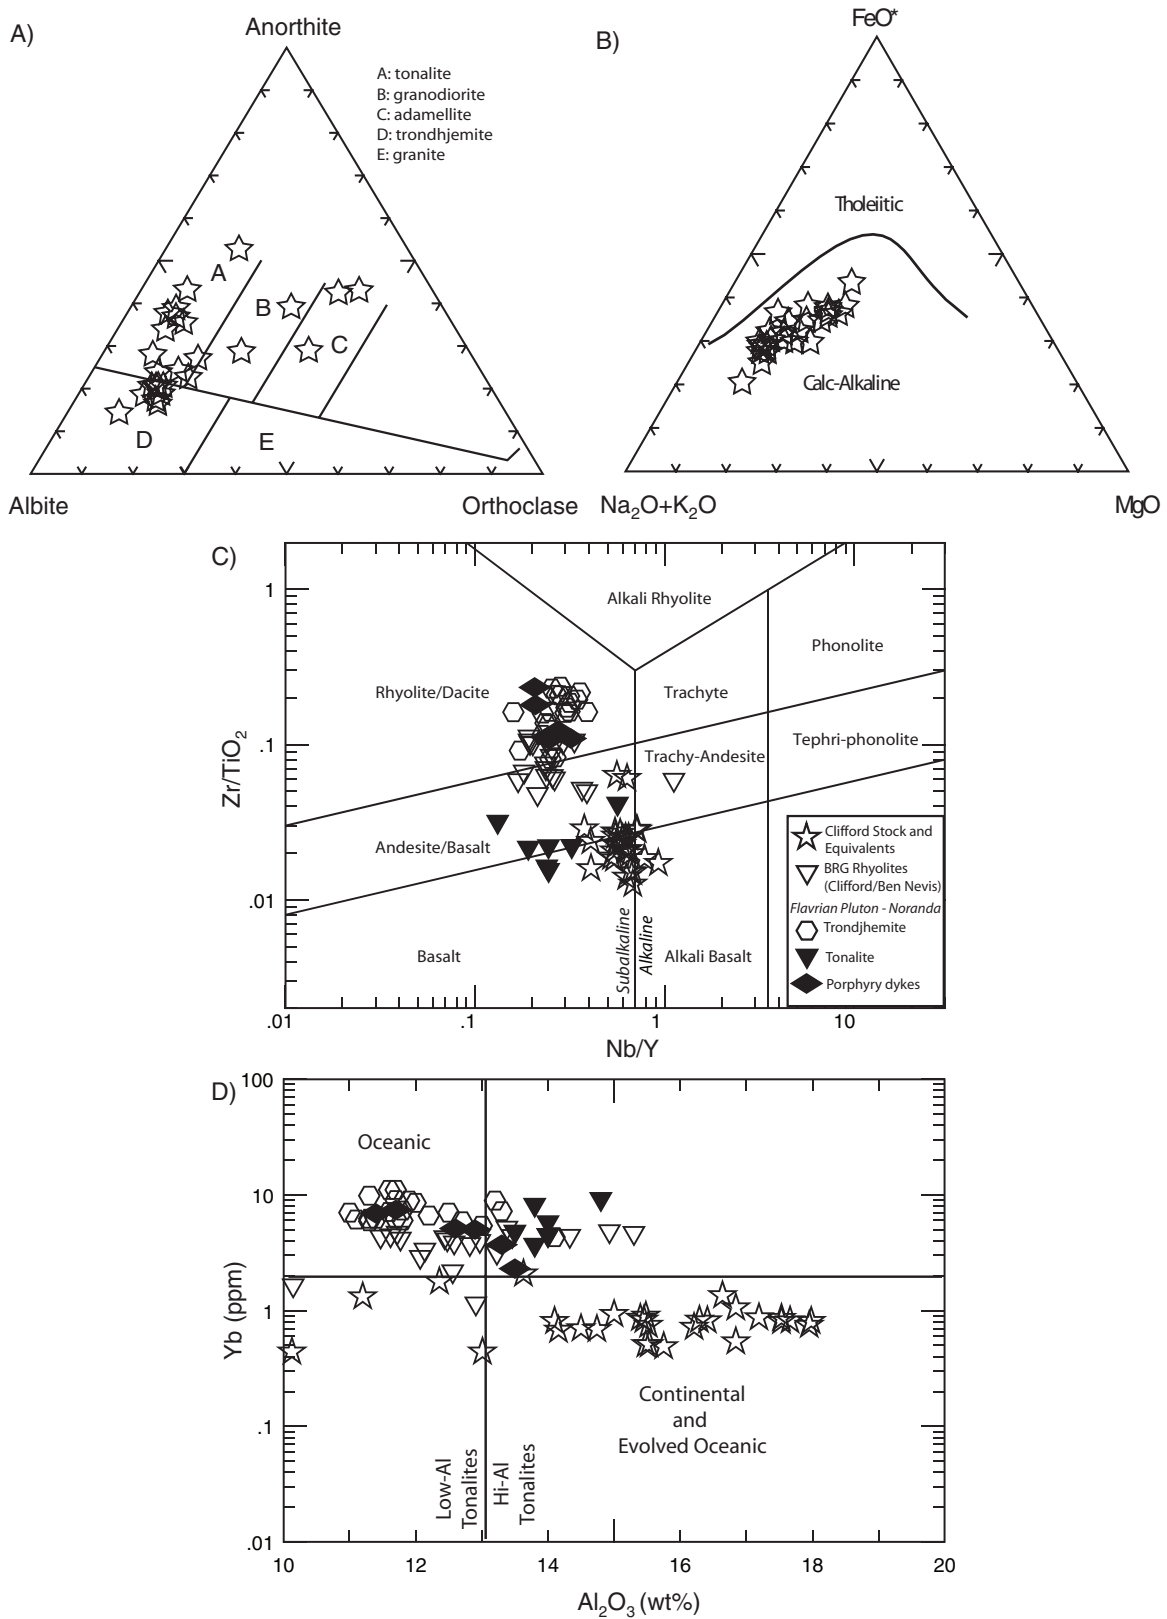 A)
Anorthite
A: tonalite
B: granodiorite
C: adamellite
D: trondhjemite
E: granite
A
B
C
D
E
Albite
Orthoclase
B)
FeO*
Tholeiitic
Calc-Alkaline
Na₂O+K₂O
MgO
C)
Alkali Rhyolite
Phonolite
Rhyolite/Dacite
Trachyte
Tephri-phonolite
Trachy-Andesite
Andesite/Basalt
Basalt
Subalkaline
Alkaline
Alkali Basalt
Clifford Stock and
Equivalents
BRG Rhyolites
(Clifford/Ben Nevis)
Flavrian Pluton - Noranda
Trondjhemite
Tonalite
Porphyry dykes
Zr/TiO₂
1
.1
.01
.01
.1
1
10
Nb/Y
D)
100
10
1
.1
.01
Yb (ppm)
Oceanic
Continental
and
Evolved Oceanic
Low-Al
Tonalites
Hi-Al
Tonalites
10
12
14
16
18
20
Al₂O₃ (wt%)